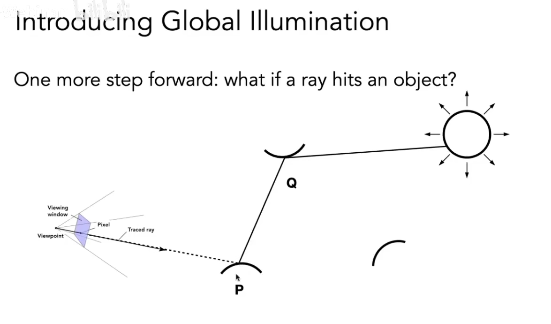 Introducing Global Illumination
One more step forward: what if a ray hits an object?
Q
Viewing
window
Pixel
Traced ray
Viewpoint
P